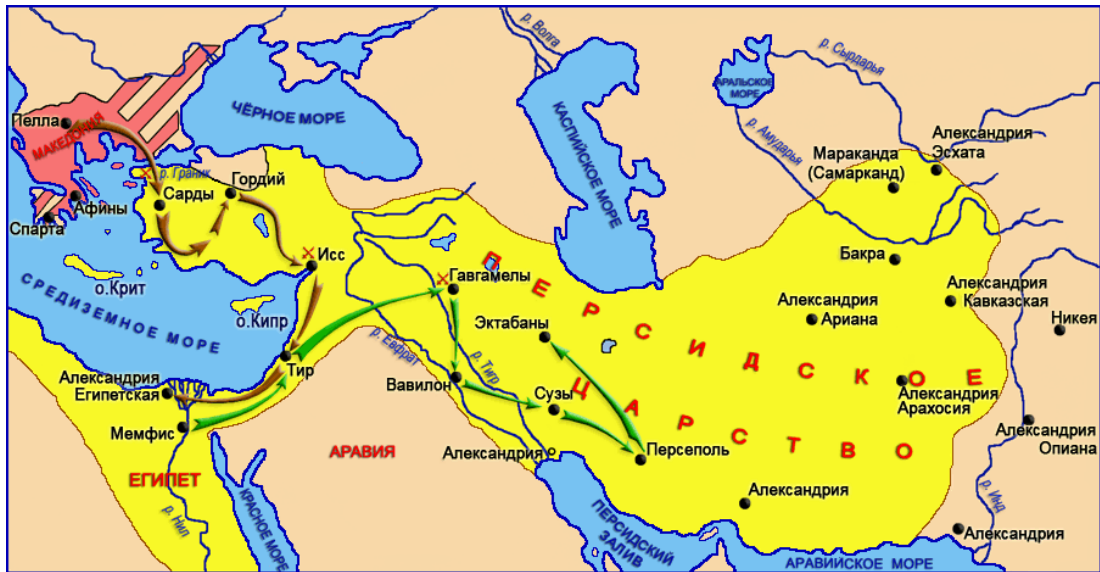 р. Волга
р. Сырдарья
АРАЛЬСКОЕ
МОРЕ
ЧЁРНОЕ МОРЕ
КАСПИЙСКОЕ МОРЕ
Пелла
МАКЕДОНИЯ
р. Амударья
Александрия
Эсхата
Мараканда
(Самарканд)
р. Граник
Гордий
Сарды
Афины
Спарта
Исс
Бакра
о.Крит
СРЕДИЗЕМНОЕ МОРЕ
о.Кипр
Гавгамелы
Александрия
Кавказская
Александрия
Ариана
Никея
ПЕРСИДСКОЕ
ЦАРСТВО
Эктабаны
р. Евфрат
р. Тигр
Тир
Александрия
Египетская
Вавилон
Сузы
Александрия
Арахосия
Мемфис
АРАВИЯ
Александрия
Персеполь
Александрия
Опиана
ЕГИПЕТ
КРАСНОЕ МОРЕ
р. Нил
Александрия
р. Инд
ПЕРСИДСКИЙ
ЗАЛИВ
Александрия
АРАВИЙСКОЕ МОРЕ